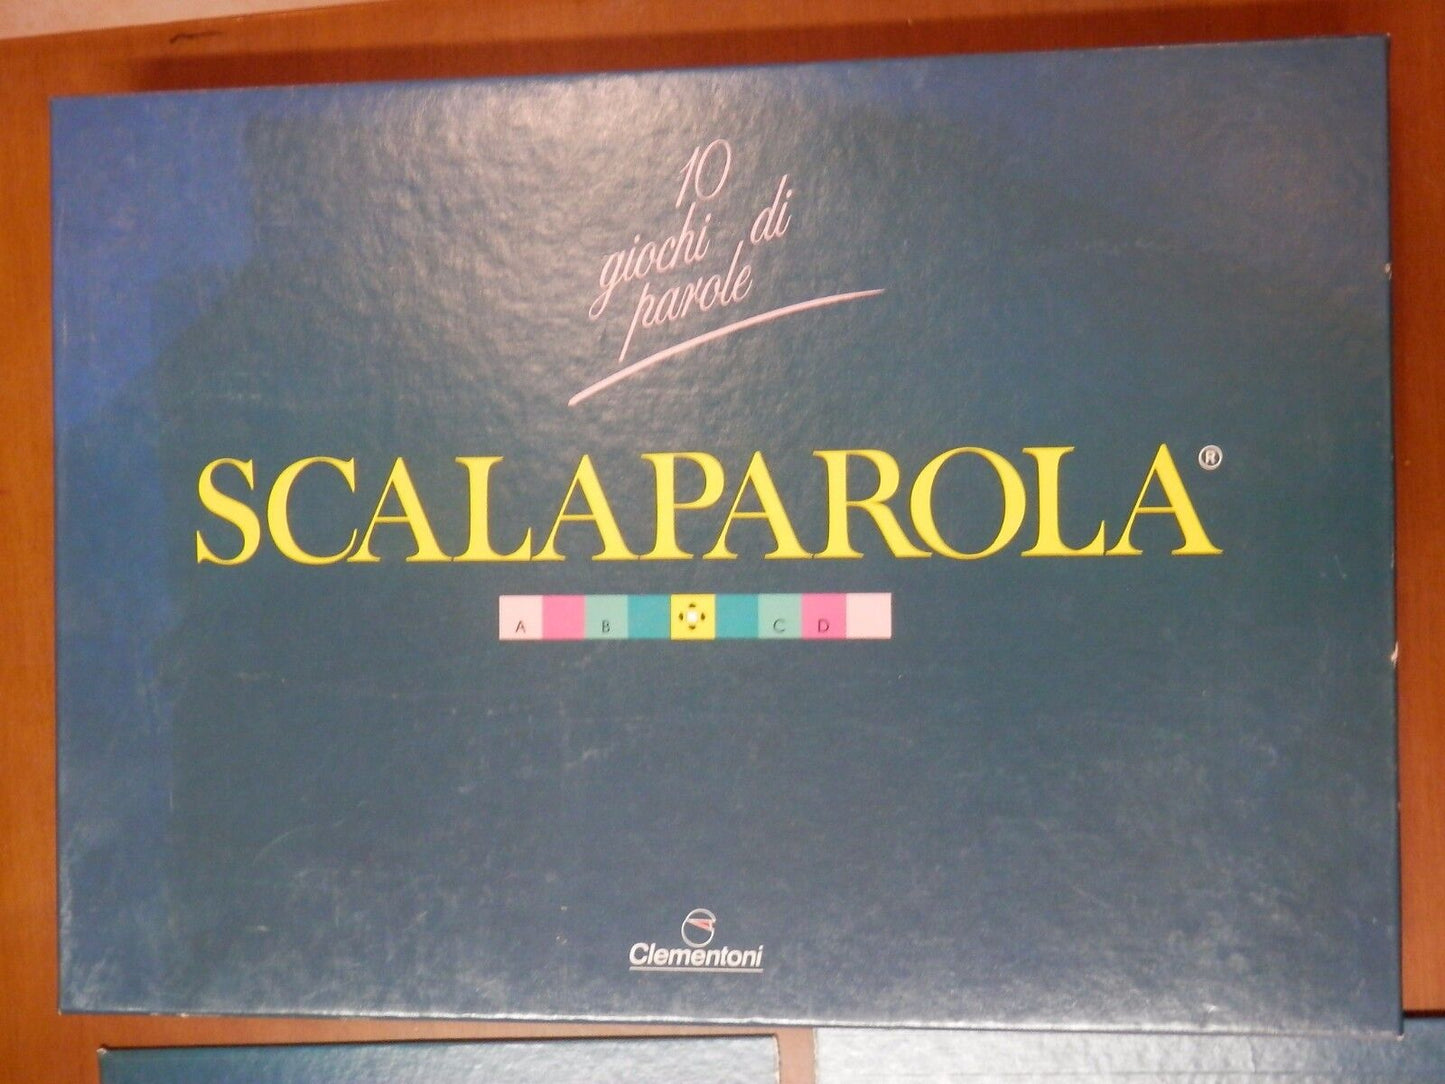 10
giochi di
parole
SCALAPAROLA®
A B C D
Clementoni